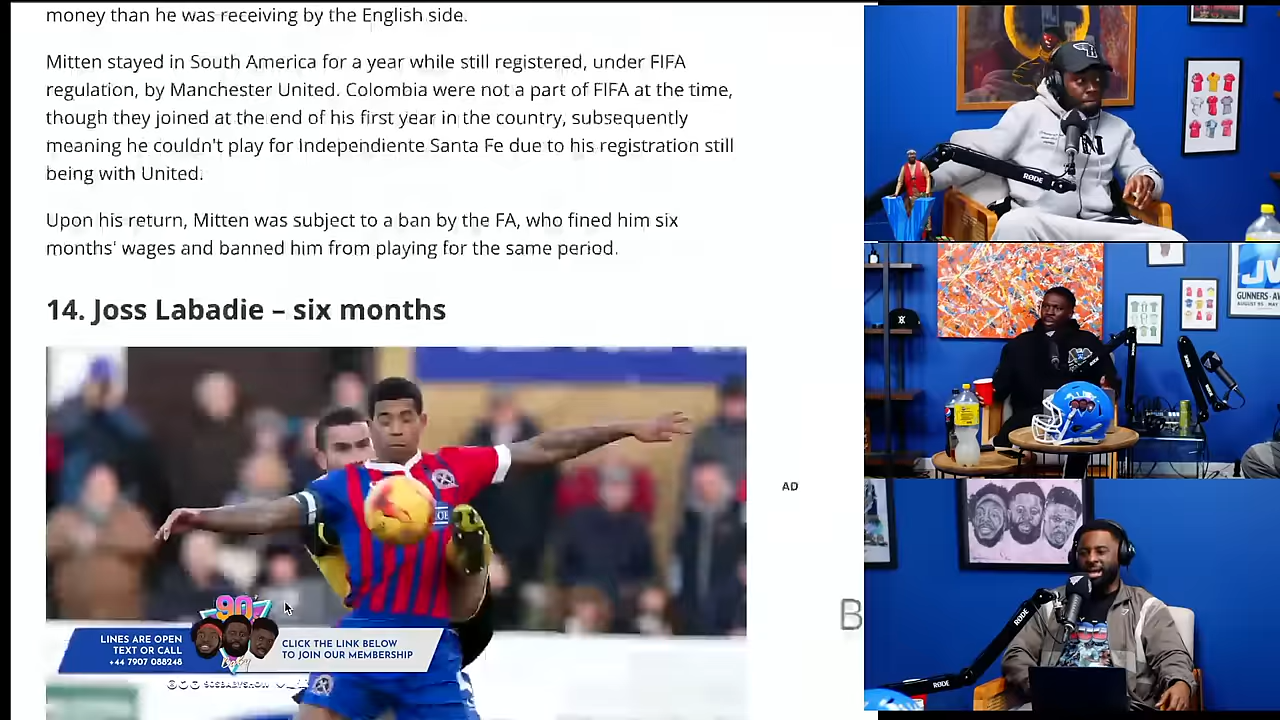 money than he was receiving by the English side.
Mitten stayed in South America for a year while still registered, under FIFA
regulation, by Manchester United. Colombia were not a part of FIFA at the time,
though they joined at the end of his first year in the country, subsequently
meaning he couldn't play for Independiente Santa Fe due to his registration still
being with United.
Upon his return, Mitten was subject to a ban by the FA, who fined him six
months' wages and banned him from playing for the same period.
14. Joss Labadie – six months
AD
B
90s
LINES ARE OPEN
TEXT OR CALL
+44 7907 088248
CLICK THE LINK BELOW
TO JOIN OUR MEMBERSHIP
90SBABYSHOW
RØDE
N
RØDE
GUNNERS
RØDE